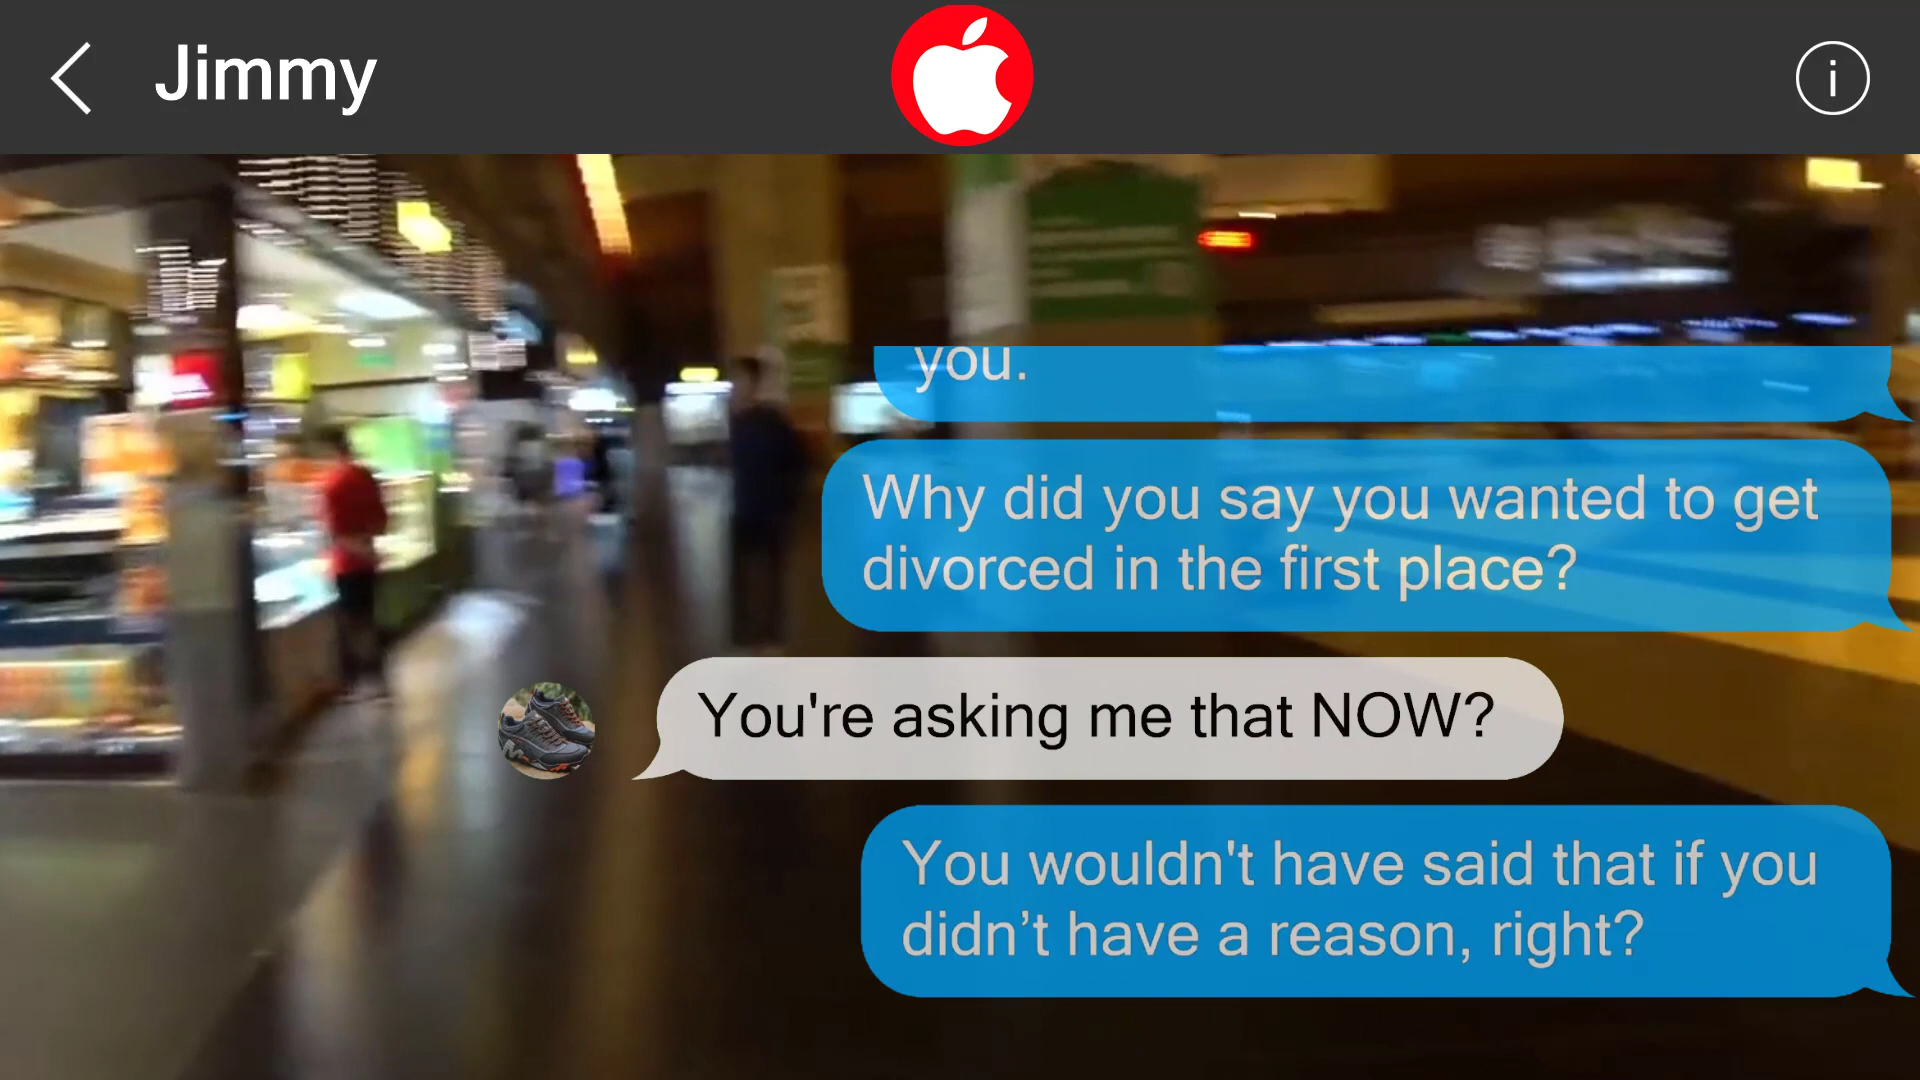 Jimmy
you.
Why did you say you wanted to get
divorced in the first place?
You're asking me that NOW?
You wouldn't have said that if you
didn’t have a reason, right?